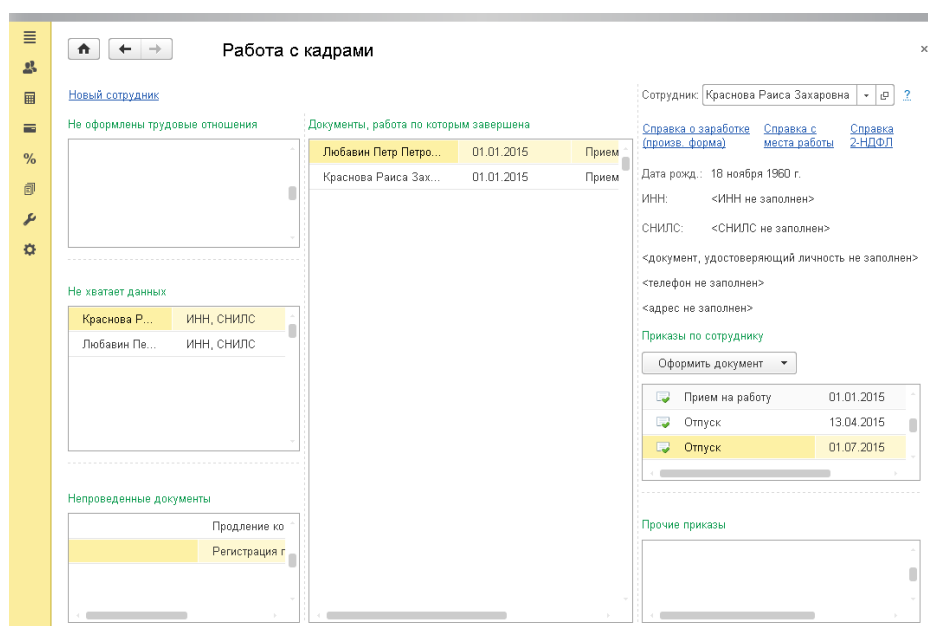 Работа с кадрами
Новый сотрудник
Не оформлены трудовые отношения
Не хватает данных
Краснова Р... ИНН, СНИЛС
Любавин Пе... ИНН, СНИЛС
Непроведенные документы
Продление ко
Регистрация г
Документы, работа по которым завершена
Любавин Петр Петро... 01.01.2015 Прием
Краснова Раиса Зах... 01.01.2015 Прием
Сотрудник: Краснова Раиса Захаровна ?
Справка о заработке (произв. форма)
Справка с места работы
Справка 2-НДФЛ
Дата рожд.: 18 ноября 1960 г.
ИНН: <ИНН не заполнен>
СНИЛС: <СНИЛС не заполнен>
<документ, удостоверяющий личность не заполнен>
<телефон не заполнен>
<адрес не заполнен>
Приказы по сотруднику
Оформить документ
Прием на работу 01.01.2015
Отпуск 13.04.2015
Отпуск 01.07.2015
Прочие приказы